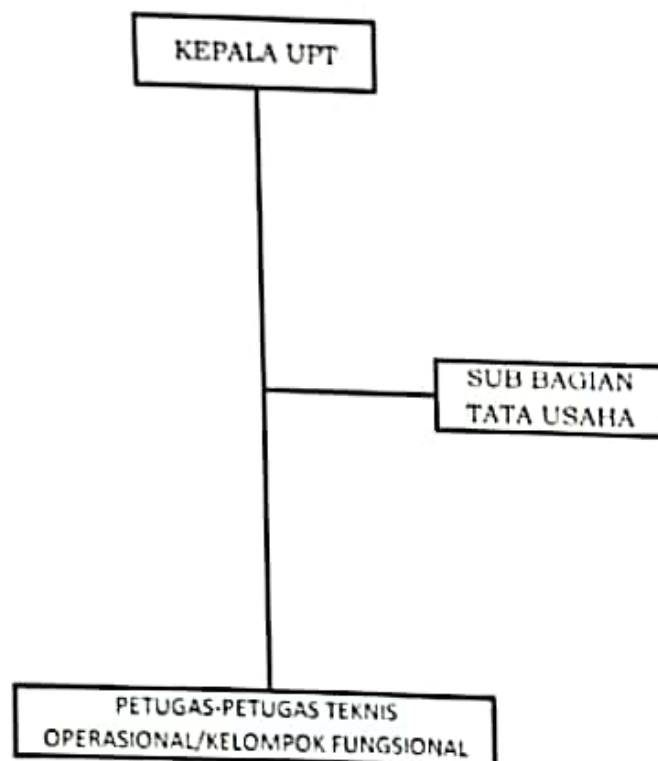 KEPALA UPT
SUB BAGIAN
TATA USAHA
PETUGAS-PETUGAS TEKNIS
OPERASIONAL/KELOMPOK FUNGSIONAL